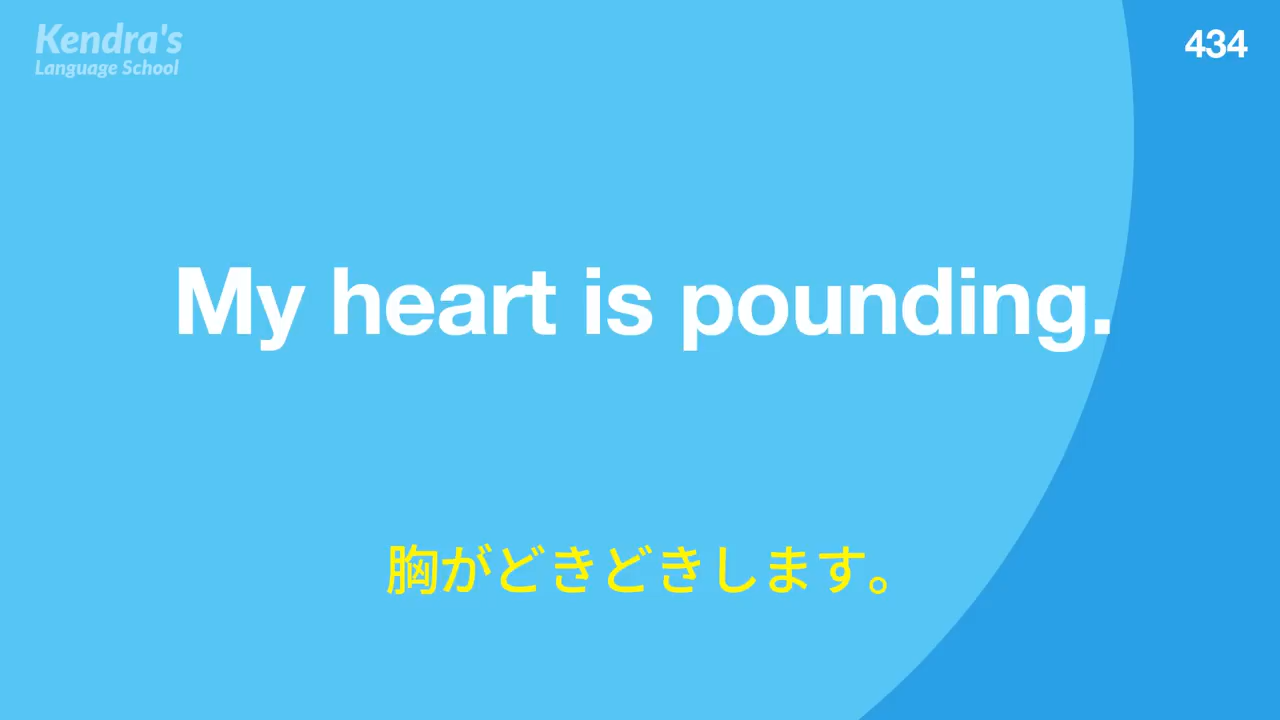 Kendra's
Language School
434
My heart is pounding.
胸がどきどきします。